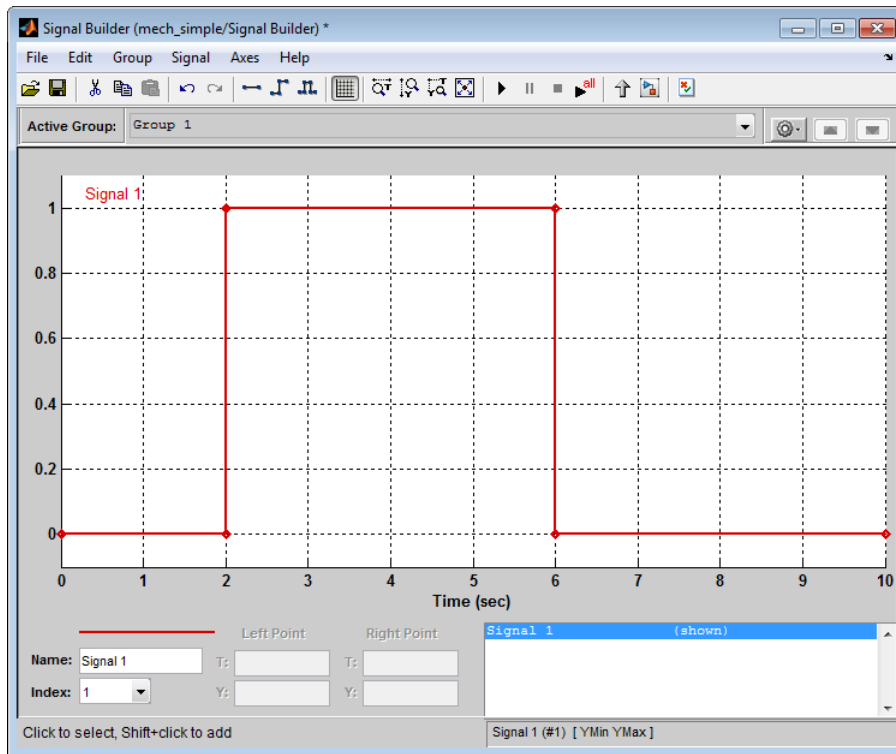 Signal Builder (mech_simple/Signal Builder) *
File Edit Group Signal Axes Help
all
Active Group: Group 1
Signal 1
1
0.8
0.6
0.4
0.2
0
0 1 2 3 4 5 6 7 8 9 10
Time (sec)
Left Point Right Point
Name: Signal 1 T: T:
Index: 1 Y: Y:
Signal 1 (shown)
Click to select, Shift+click to add
Signal 1 (#1) [ YMin YMax ]